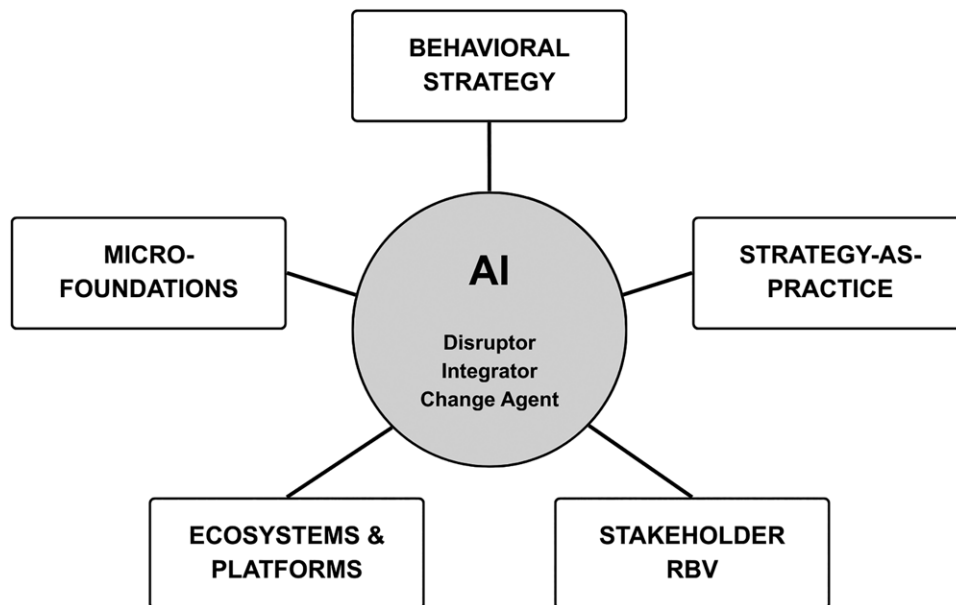 BEHAVIORAL
STRATEGY
MICRO-
FOUNDATIONS
AI
Disruptor
Integrator
Change Agent
STRATEGY-AS-
PRACTICE
ECOSYSTEMS &
PLATFORMS
STAKEHOLDER
RBV